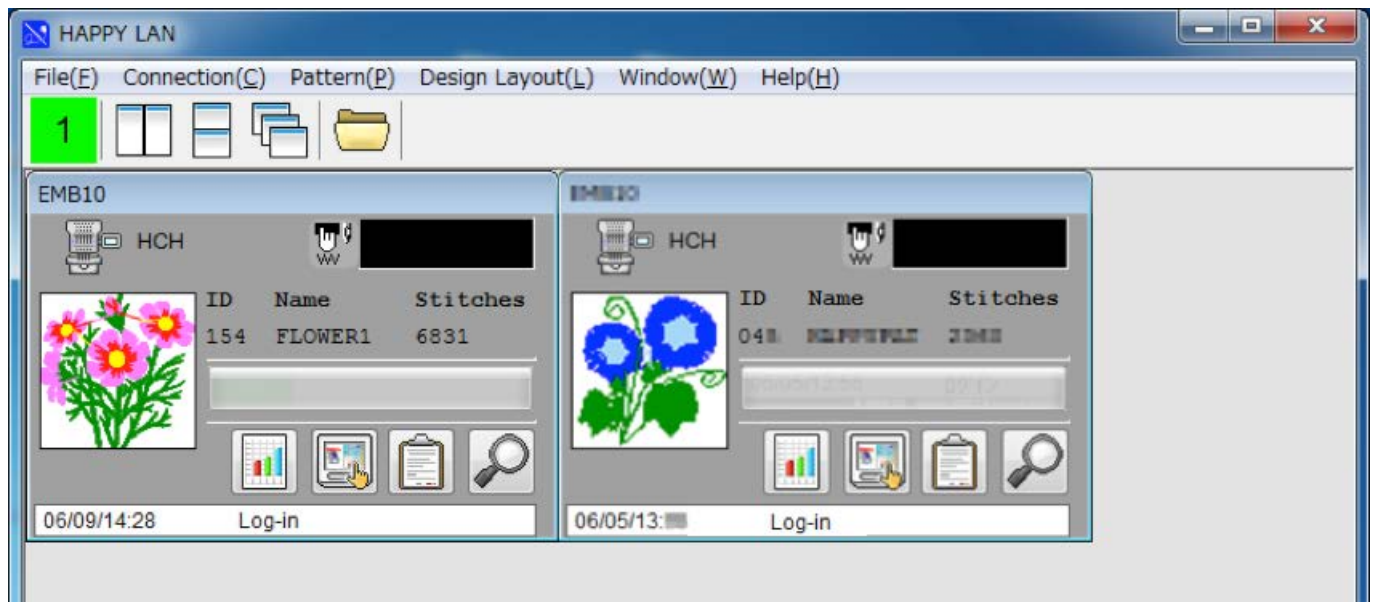 HAPPY LAN
File(F) Connection(C) Pattern(P) Design Layout(L) Window(W) Help(H)
1
EMB10
HCH
ID Name Stitches
154 FLOWER1 6831
06/09/14:28 Log-in
HCH
ID Name Stitches
04
06/05/13: Log-in